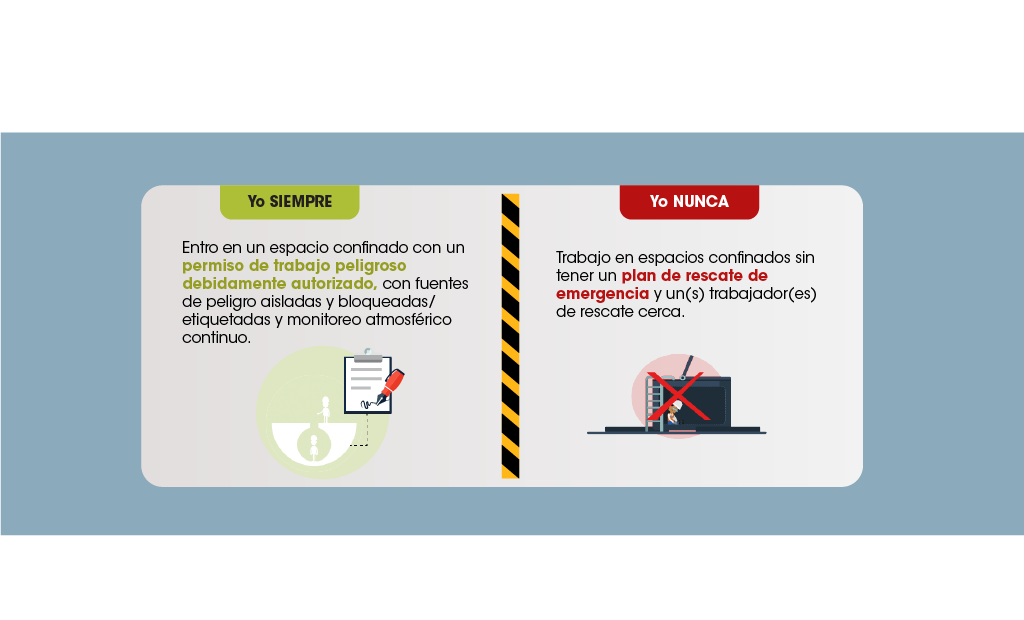 Yo SIEMPRE
Entro en un espacio confinado con un
permiso de trabajo peligroso
debidamente autorizado, con fuentes
de peligro aisladas y bloqueadas/
etiquetadas y monitoreo atmosférico
continuo.
Yo NUNCA
Trabajo en espacios confinados sin
tener un plan de rescate de
emergencia y un(s) trabajador(es)
de rescate cerca.